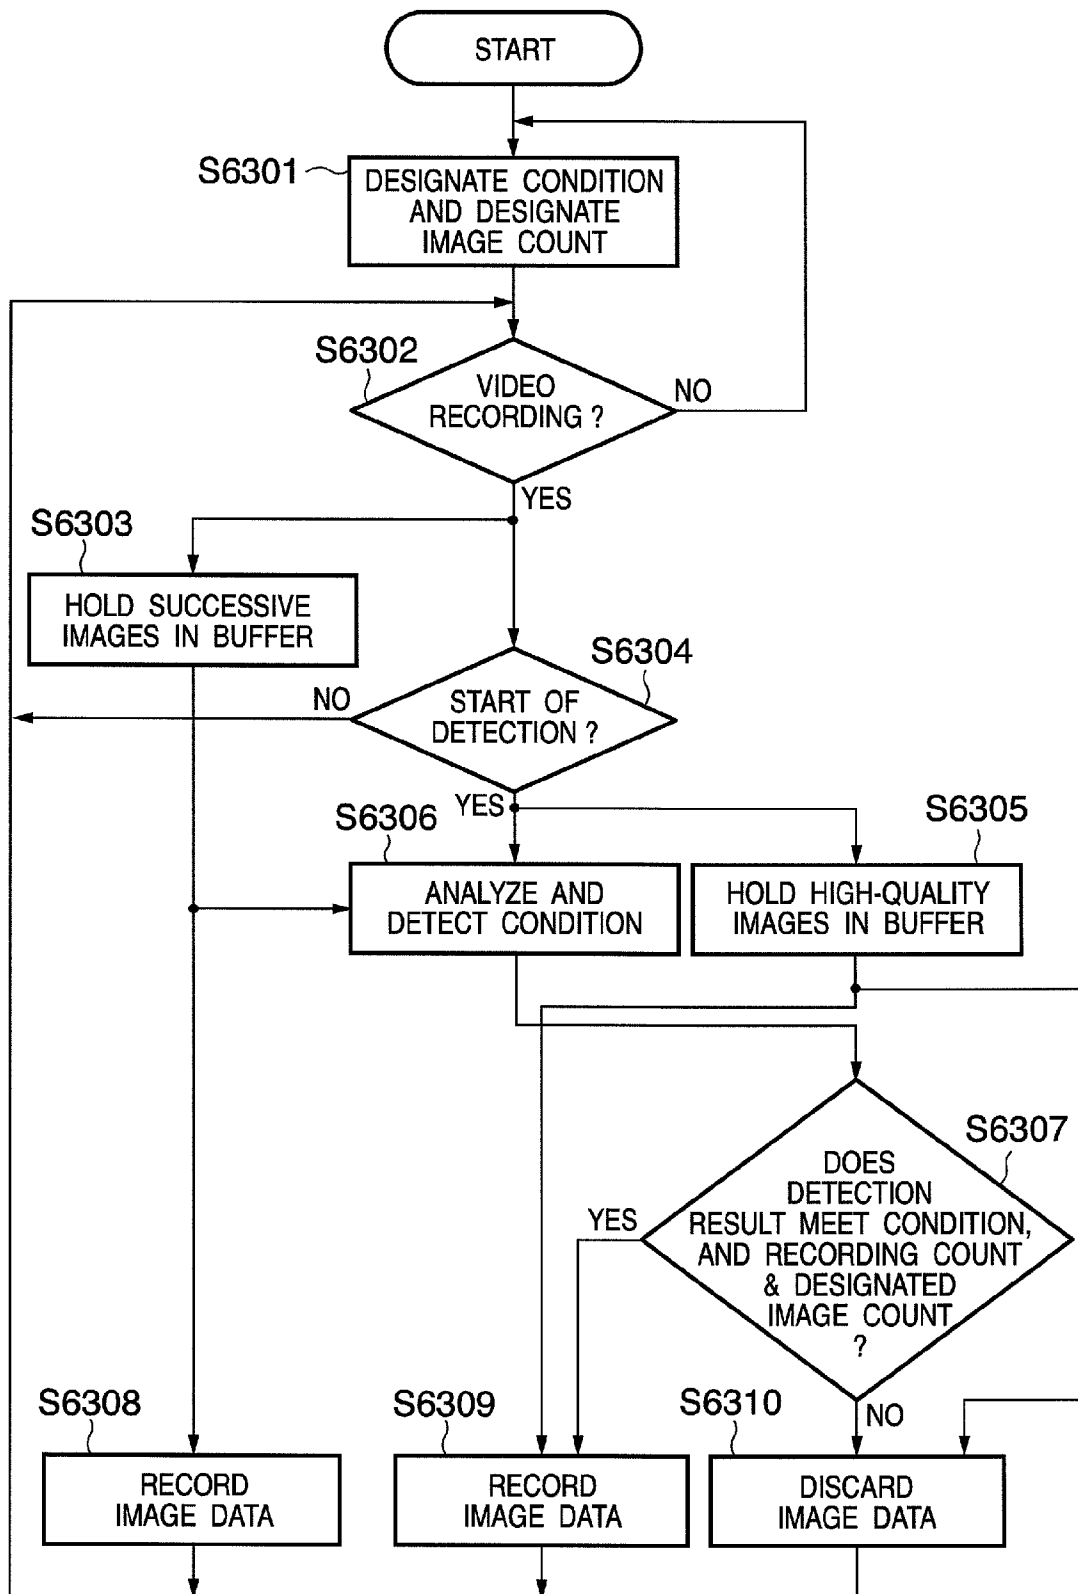 START
S6301
DESIGNATE CONDITION
AND DESIGNATE
IMAGE COUNT
S6302
VIDEO
RECORDING ?
NO
YES
S6303
HOLD SUCCESSIVE
IMAGES IN BUFFER
S6304
START OF
DETECTION ?
NO
YES
S6306
ANALYZE AND
DETECT CONDITION
S6305
HOLD HIGH-QUALITY
IMAGES IN BUFFER
S6307
DOES
DETECTION
RESULT MEET CONDITION,
AND RECORDING COUNT
& DESIGNATED
IMAGE COUNT
?
YES
NO
S6308
RECORD
IMAGE DATA
S6309
RECORD
IMAGE DATA
S6310
DISCARD
IMAGE DATA